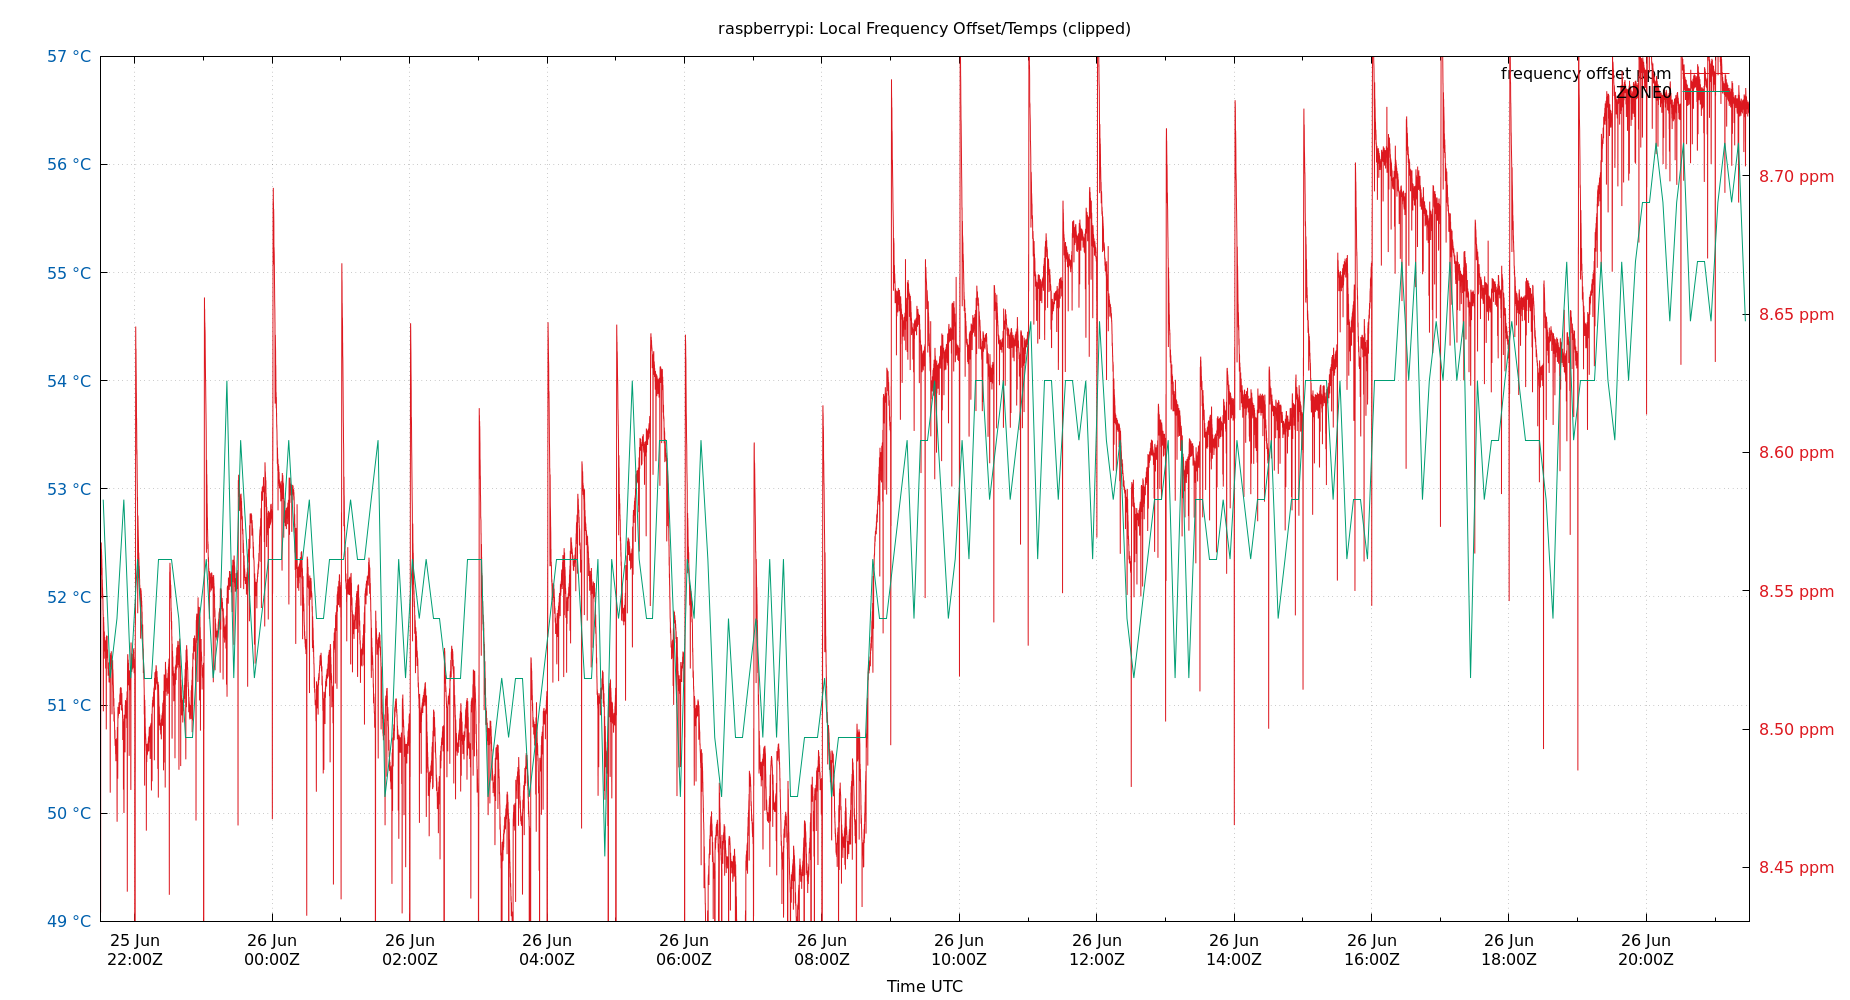 raspberrypi: Local Frequency Offset/Temps (clipped)
57 °C
56 °C
55 °C
54 °C
53 °C
52 °C
51 °C
50 °C
49 °C
frequency offset ppm
ZONE0
8.70 ppm
8.65 ppm
8.60 ppm
8.55 ppm
8.50 ppm
8.45 ppm
25 Jun 26 Jun 26 Jun 26 Jun 26 Jun 26 Jun 26 Jun 26 Jun 26 Jun 26 Jun 26 Jun 26 Jun
22:00Z 00:00Z 02:00Z 04:00Z 06:00Z 08:00Z 10:00Z 12:00Z 14:00Z 16:00Z 18:00Z 20:00Z
Time UTC